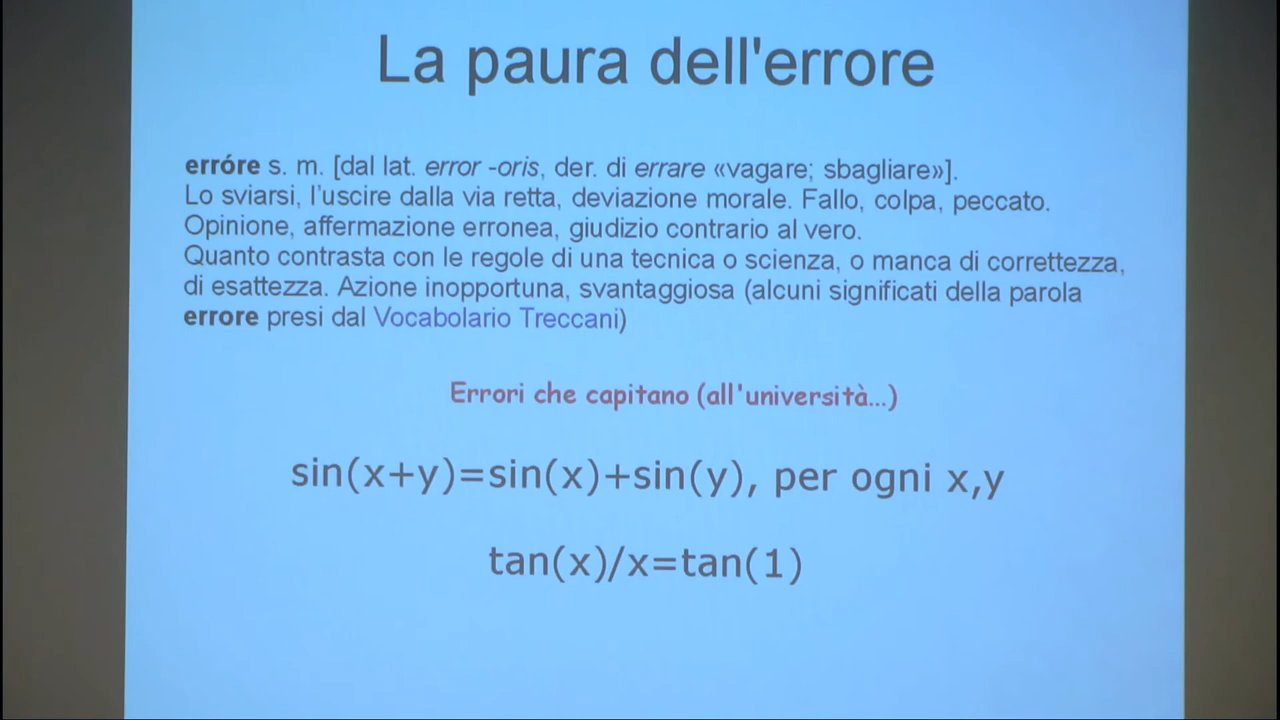 La paura dell'errore
erróre s. m. [dal lat. error -oris, der. di errare «vagare; sbagliare»].
Lo sviarsi, l'uscire dalla via retta, deviazione morale. Fallo, colpa, peccato.
Opinione, affermazione erronea, giudizio contrario al vero.
Quanto contrasta con le regole di una tecnica o scienza, o manca di correttezza,
di esattezza. Azione inopportuna, svantaggiosa (alcuni significati della parola
errore presi dal Vocabolario Treccani)
Errori che capitano (all'università...)
sin(x+y)=sin(x)+sin(y), per ogni x,y
tan(x)/x=tan(1)